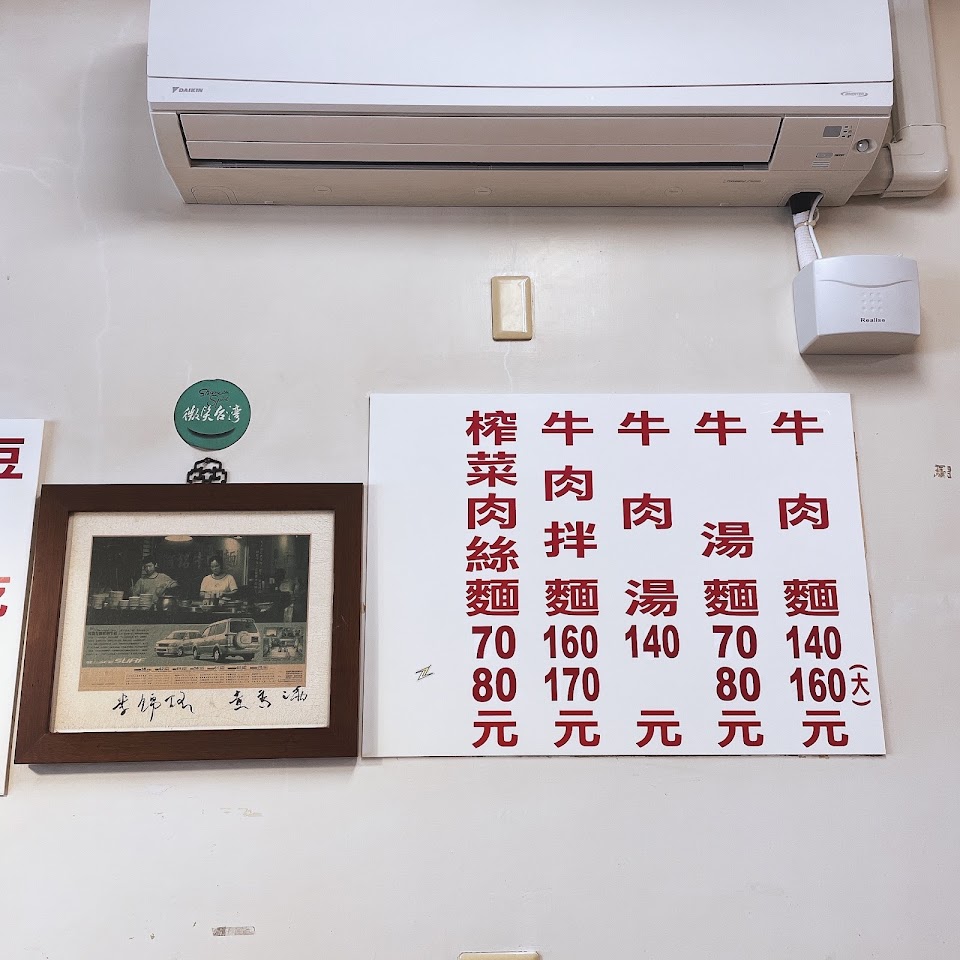 DAIKIN
Realise
微笑台灣
牛肉麵
140
160(大)
元
牛湯麵
70
80
元
牛肉湯
140
元
牛肉拌麵
160
170
元
榨菜肉絲麵
70
80
元
SURF
豆